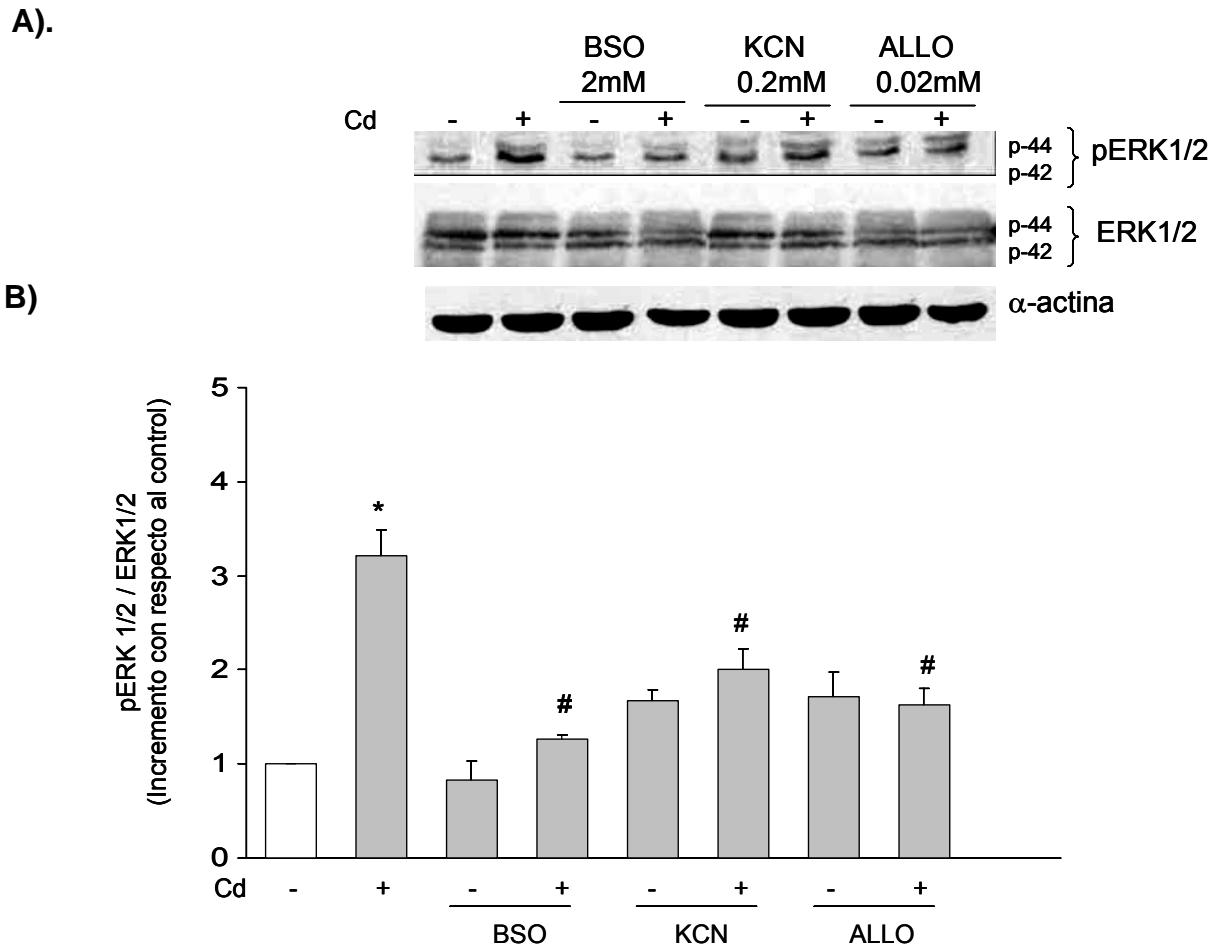 A).
BSO KCN ALLO
2mM 0.2mM 0.02mM
Cd - + - + - + - +
p-44
p-42
pERK1/2
p-44
p-42
ERK1/2
α-actina
B)
pERK 1/2 / ERK1/2
(Incremento con respecto al control)
5
4
3
2
1
0
*
#
#
#
Cd - + - + - + - +
BSO KCN ALLO